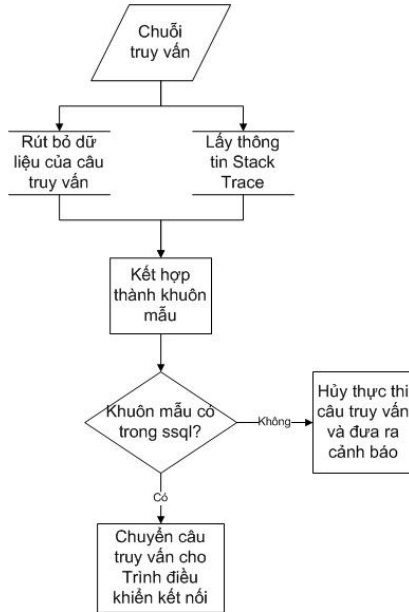 Chuỗi
truy vấn
Rút bỏ dữ
liệu của câu
truy vấn
Lấy thông
tin Stack
Trace
Kết hợp
thành khuôn
mẫu
Khuôn mẫu có
trong ssql?
Không
Hủy thực thi
câu truy vấn
và đưa ra
cảnh báo
Có
Chuyển câu
truy vấn cho
Trình điều
khiển kết nối